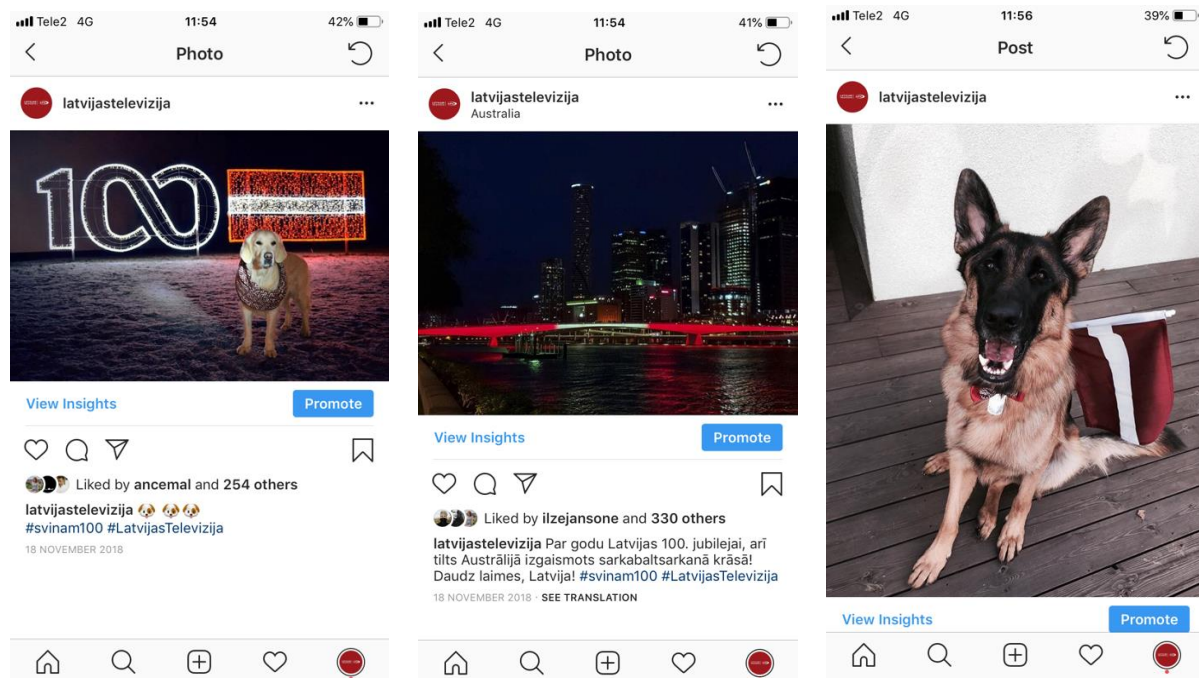 Tele2 4G 11:54 42%
Photo
latvijastelevizija
100
View Insights
Promote
Liked by ancemal and 254 others
latvijastelevizija 🐶 🐶 🐶
#svinam100 #LatvijasTelevizija
18 NOVEMBER 2018
Tele2 4G 11:54 41%
Photo
latvijastelevizija
Australia
View Insights
Promote
Liked by ilzejansone and 330 others
latvijastelevizija Par godu Latvijas 100. jubilejai, arī
tilts Austrālijā izgaismots sarkabaltsarkanā krāsā!
Daudz laimes, Latvija! #svinam100 #LatvijasTelevizija
18 NOVEMBER 2018 · SEE TRANSLATION
Tele2 4G 11:56 39%
Post
latvijastelevizija
View Insights
Promote